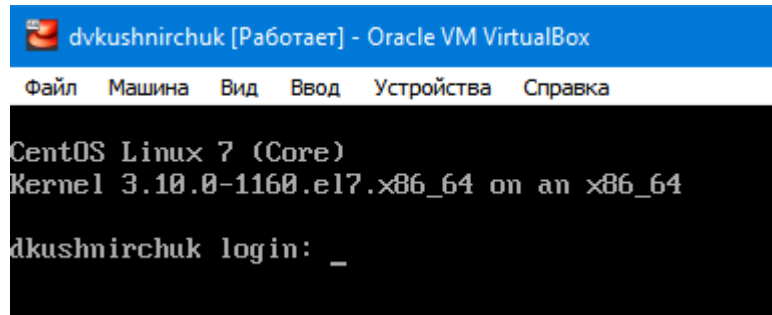 dvkushnirchuk [Работает] - Oracle VM VirtualBox
Файл Машина Вид Ввод Устройства Справка
CentOS Linux 7 (Core)
Kernel 3.10.0-1160.el7.x86_64 on an x86_64
dkushnirchuk login: _